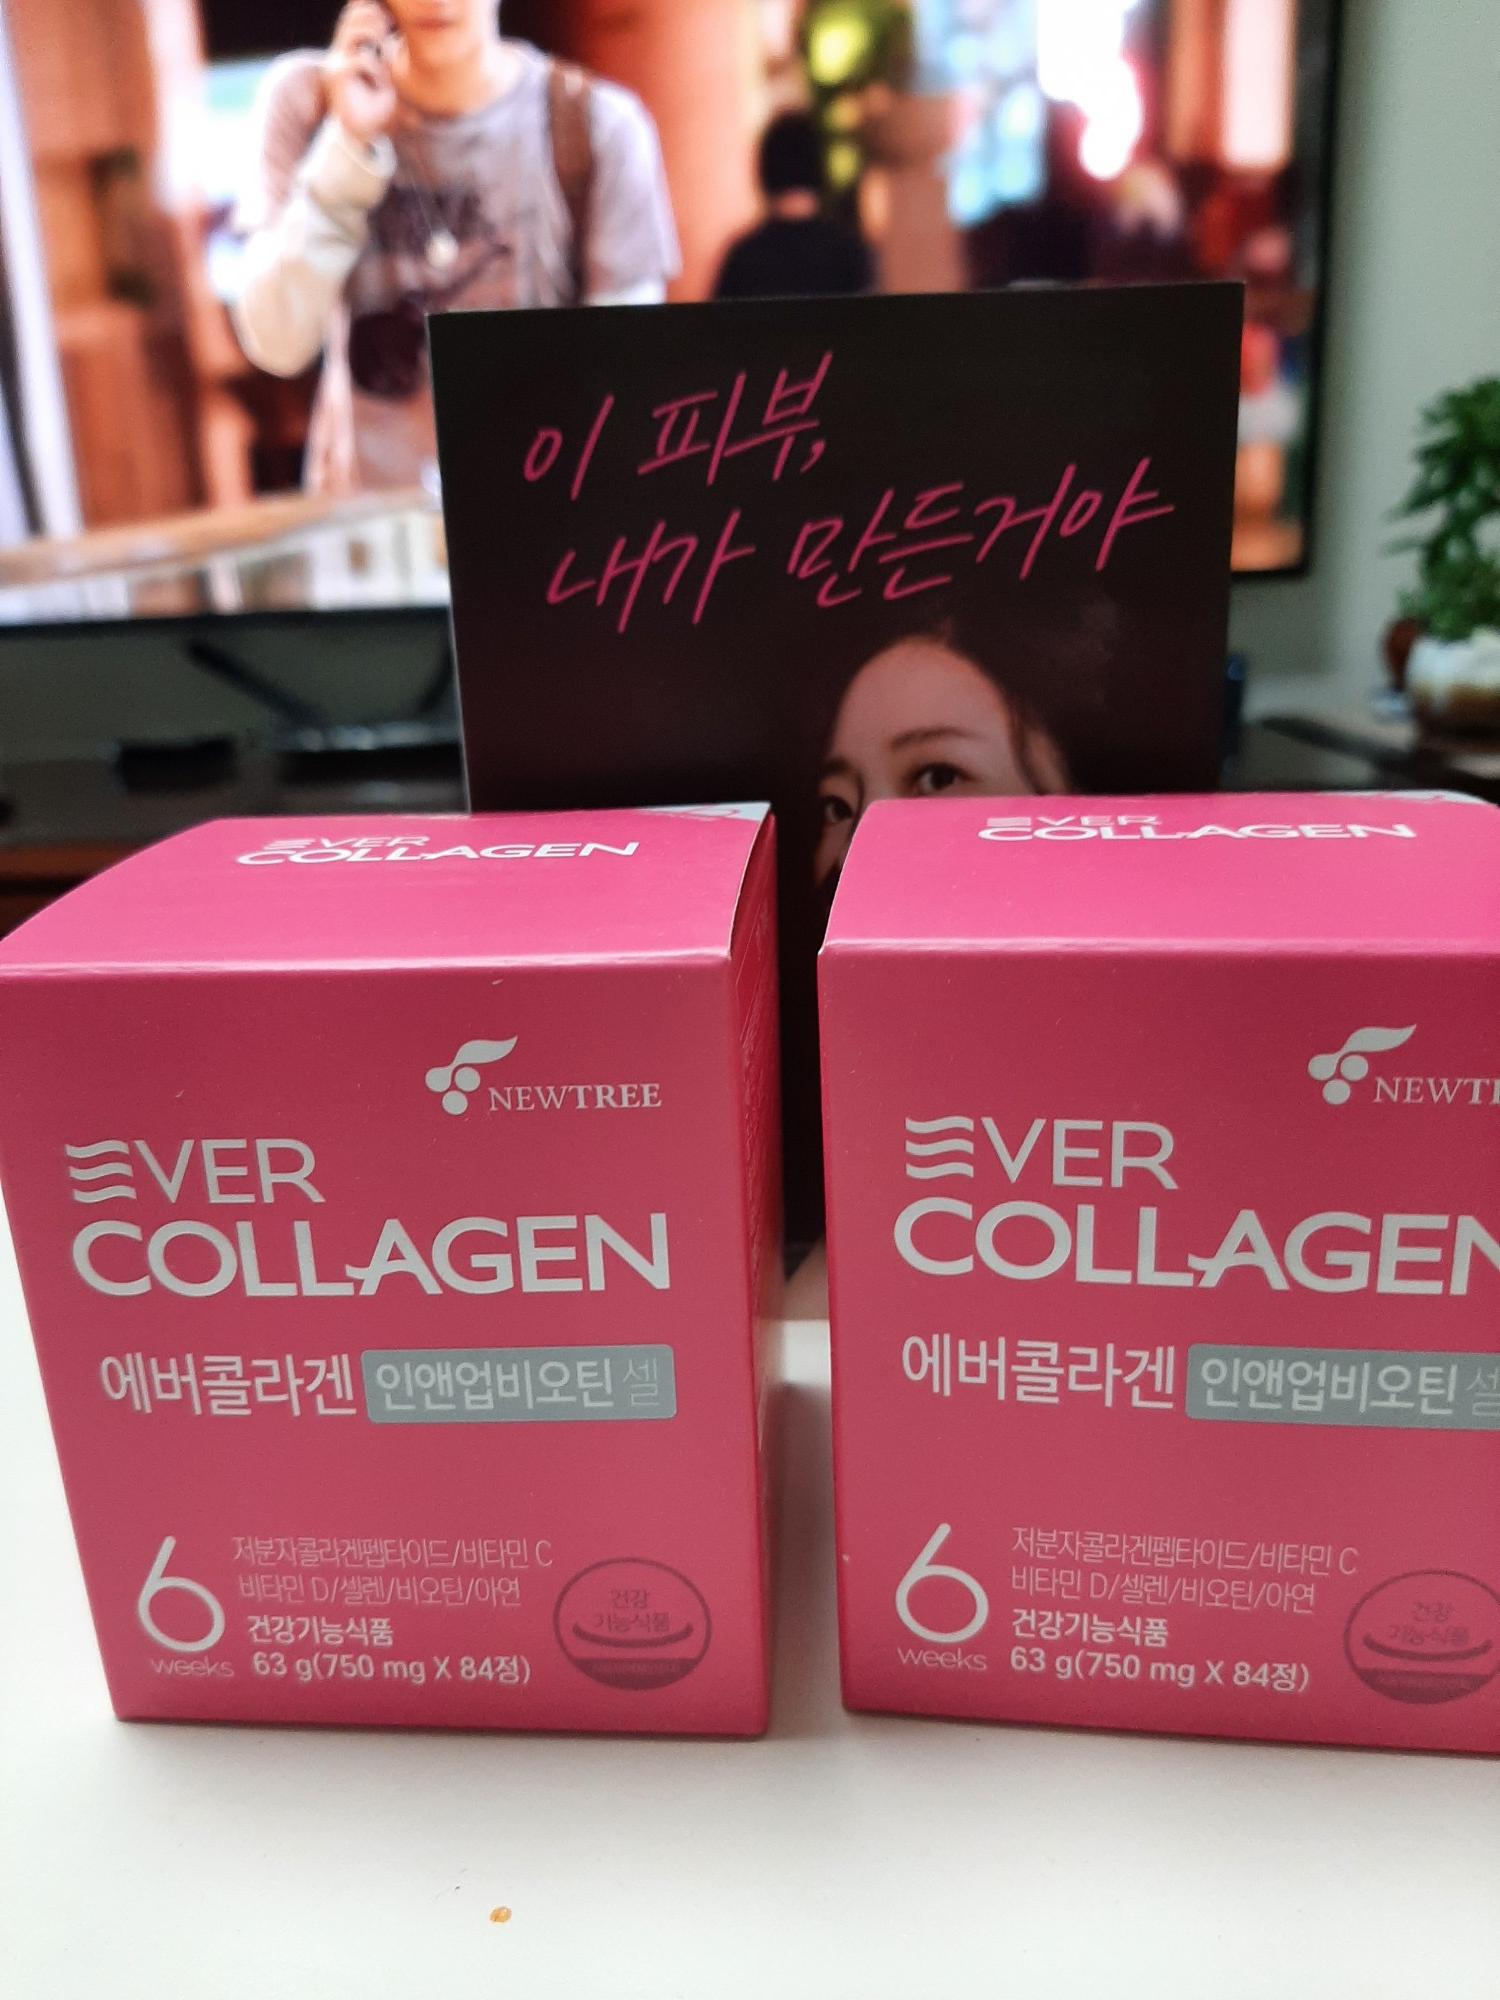 이 피부,
내가 만든거야
EVER
COLLAGEN
NEWTREE
EVER
COLLAGEN
에버콜라겐 인앤업비오틴 셀
6
weeks
저분자콜라겐펩타이드/비타민 C
비타민 D/셀렌/비오틴/아연
건강기능식품
63 g(750 mg X 84정)
건강
기능식품
EVER
COLLAGEN
NEWTR
EVER
COLLAGEN
에버콜라겐 인앤업비오틴 셀
6
weeks
저분자콜라겐펩타이드/비타민 C
비타민 D/셀렌/비오틴/아연
건강기능식품
63 g(750 mg X 84정)
건강
기능식품